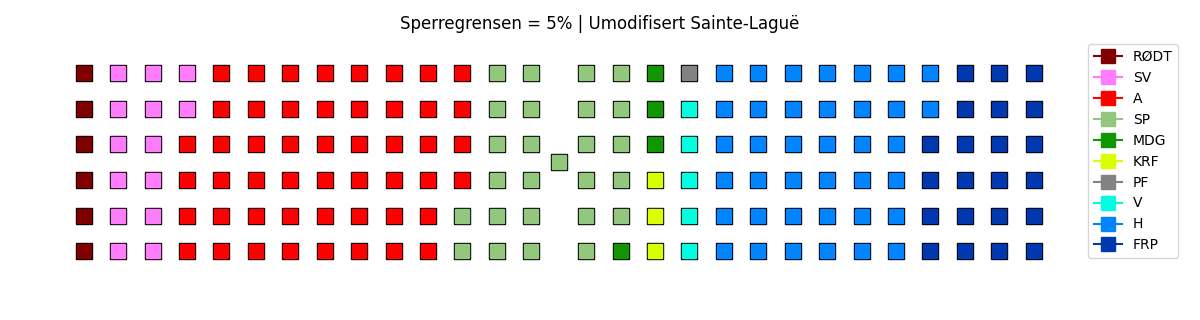 Sperregrensen = 5% | Umodifisert Sainte-Laguë
RØDT
SV
A
SP
MDG
KRF
PF
V
H
FRP